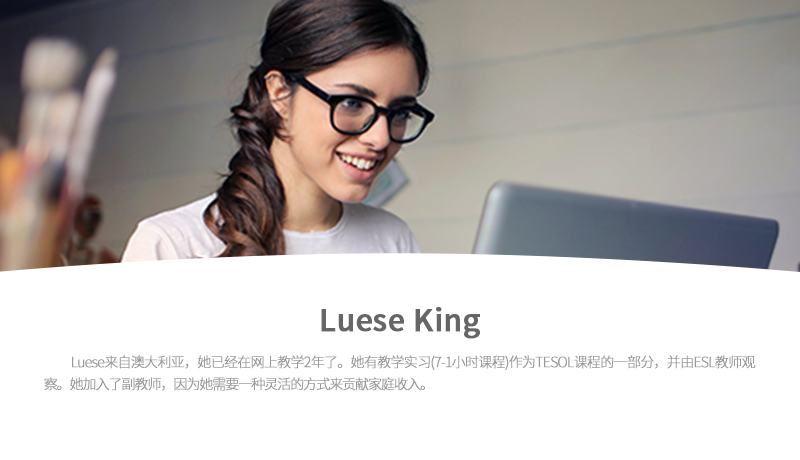 Luese King
Luese来自澳大利亚，她已经在网上教学2年了。她有教学实习(7-1小时课程)作为TESOL课程的一部分，并由ESL教师观
察。她加入了副教师，因为她需要一种灵活的方式来贡献家庭收入。